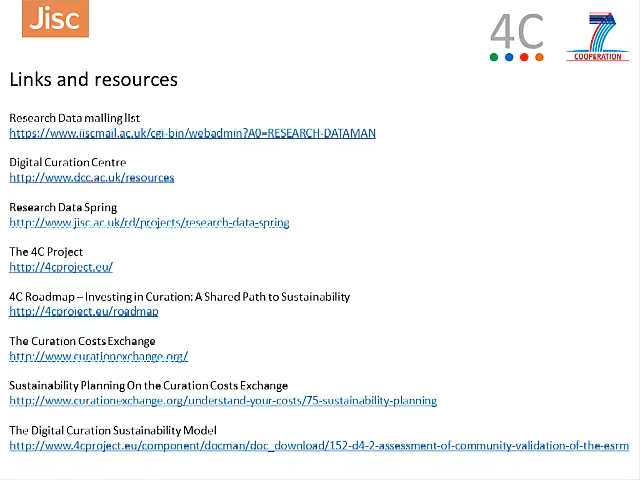 Jisc
4C
7
COOPERATION
Links and resources
Research Data mailing list
https://www.jiscmail.ac.uk/cgi-bin/webadmin?A0=RESEARCH-DATAMAN
Digital Curation Centre
http://www.dcc.ac.uk/resources
Research Data Spring
http://www.jisc.ac.uk/rd/projects/research-data-spring
The 4C Project
http://4cproject.eu/
4C Roadmap – Investing in Curation: A Shared Path to Sustainability
http://4cproject.eu/roadmap
The Curation Costs Exchange
http://www.curationexchange.org/
Sustainability Planning On the Curation Costs Exchange
http://www.curationexchange.org/understand-your-costs/75-sustainability-planning
The Digital Curation Sustainability Model
http://www.4cproject.eu/component/docman/doc_download/152-d4-2-assessment-of-community-validation-of-the-esrm